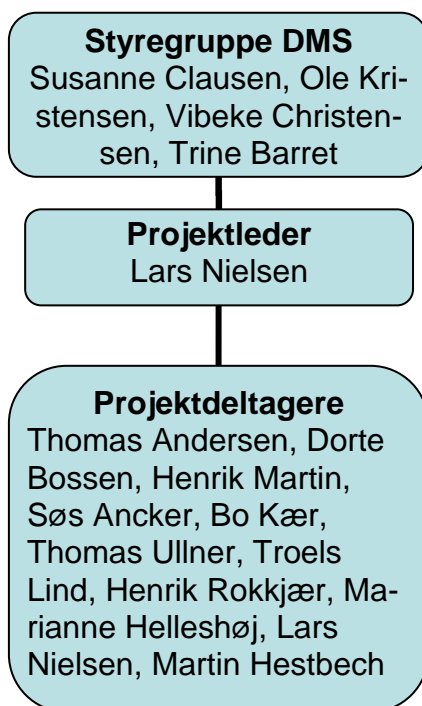 Styregruppe DMS
Susanne Clausen, Ole Kri-
stensen, Vibeke Christen-
sen, Trine Barret
Projektleder
Lars Nielsen
Projektdeltagere
Thomas Andersen, Dorte
Bossen, Henrik Martin,
Søs Ancker, Bo Kær,
Thomas Ullner, Troels
Lind, Henrik Rokkjær, Ma-
rianne Helleshøj, Lars
Nielsen, Martin Hestbech